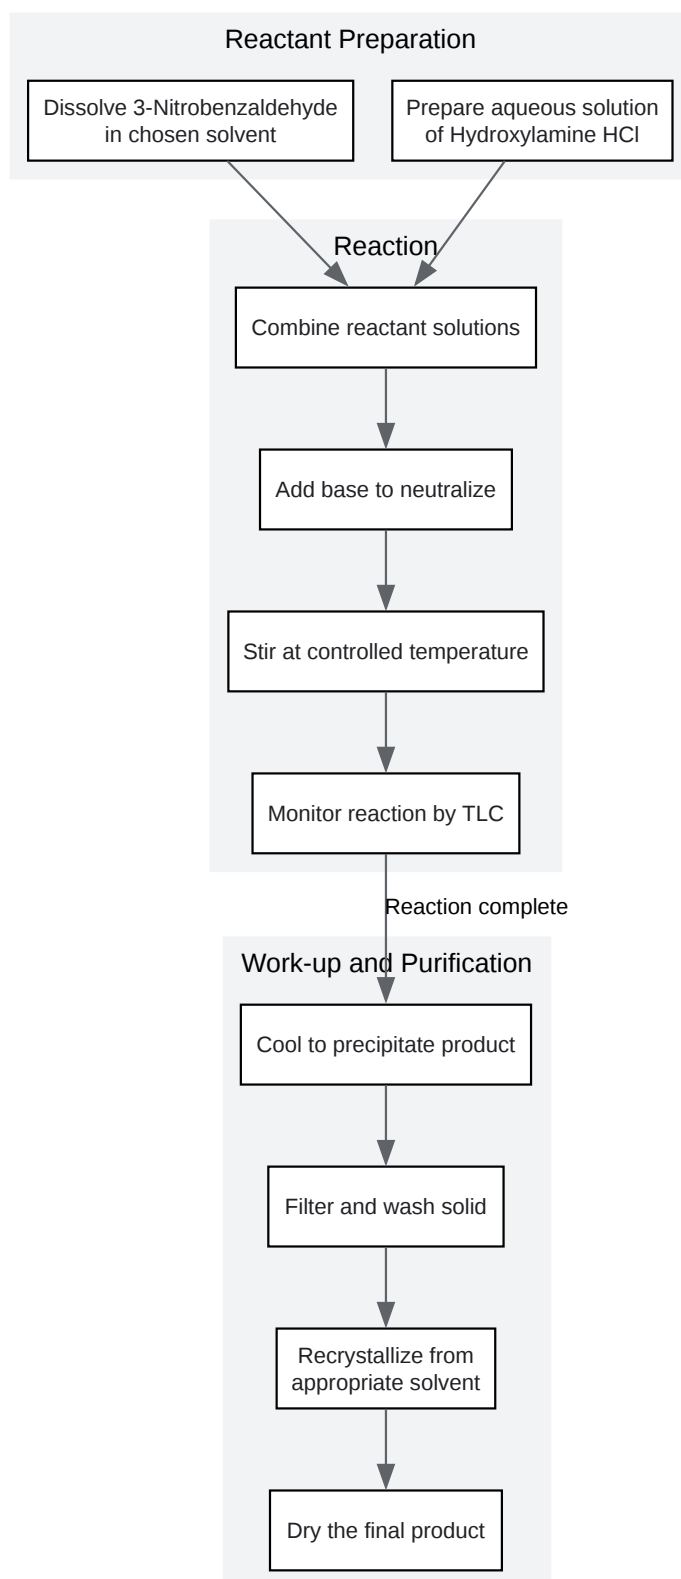 Reactant Preparation
Dissolve 3-Nitrobenzaldehyde
in chosen solvent
Prepare aqueous solution
of Hydroxylamine HCl
Reaction
Combine reactant solutions
Add base to neutralize
Stir at controlled temperature
Monitor reaction by TLC
Reaction complete
Work-up and Purification
Cool to precipitate product
Filter and wash solid
Recrystallize from
appropriate solvent
Dry the final product